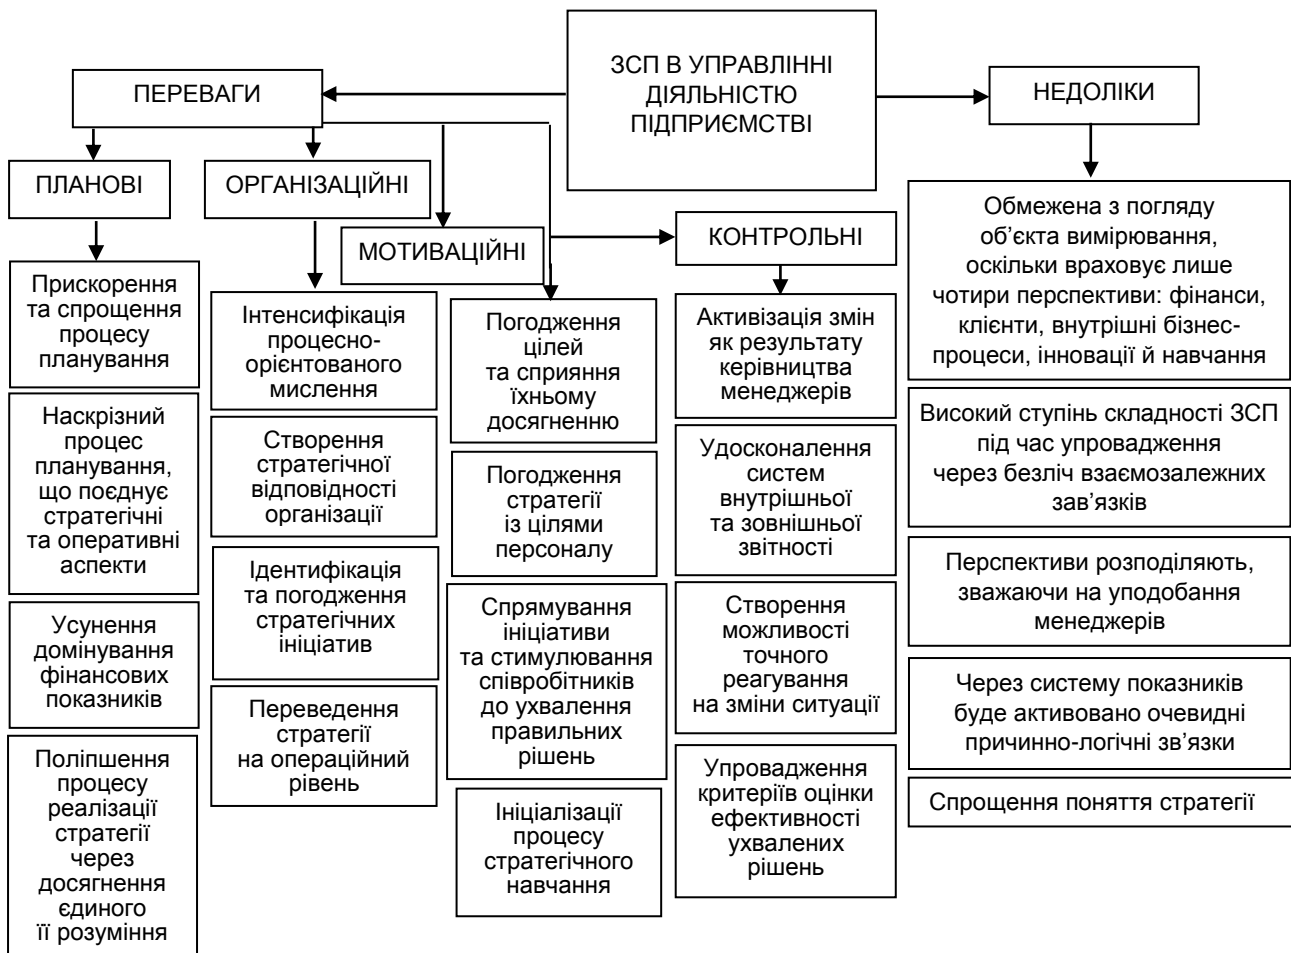 ЗСП В УПРАВЛІННІ
ДІЯЛЬНІСТЮ
ПІДПРИЄМСТВІ
ПЕРЕВАГИ
НЕДОЛІКИ
ПЛАНОВІ
Прискорення
та спрощення
процесу
планування
Наскрізний
процес
планування,
що поєднує
стратегічні
та оперативні
аспекти
Усунення
домінування
фінансових
показників
Поліпшення
процесу
реалізації
стратегії
через
досягнення
єдиного
її розуміння
ОРГАНІЗАЦІЙНІ
Інтенсифікація
процесно-
орієнтованого
мислення
Створення
стратегічної
відповідності
організації
Ідентифікація
та погодження
стратегічних
ініціатив
Переведення
стратегії
на операційний
рівень
МОТИВАЦІЙНІ
Погодження
цілей
та сприяння
їхньому
досягненню
Погодження
стратегії
із цілями
персоналу
Спрямування
ініціативи
та стимулювання
співробітників
до ухвалення
правильних
рішень
Ініціалізації
процесу
стратегічного
навчання
КОНТРОЛЬНІ
Активізація змін
як результату
керівництва
менеджерів
Удосконалення
систем
внутрішньої
та зовнішньої
звітності
Створення
можливості
точного
реагування
на зміни ситуації
Упровадження
критеріїв оцінки
ефективності
ухвалених
рішень
Обмежена з погляду
об’єкта вимірювання,
оскільки враховує лише
чотири перспективи: фінанси,
клієнти, внутрішні бізнес-
процеси, інновації й навчання
Високий ступінь складності ЗСП
під час упровадження
через безліч взаємозалежних
зав’язків
Перспективи розподіляють,
зважаючи на уподобання
менеджерів
Через систему показників
буде активовано очевидні
причинно-логічні зв’язки
Спрощення поняття стратегії